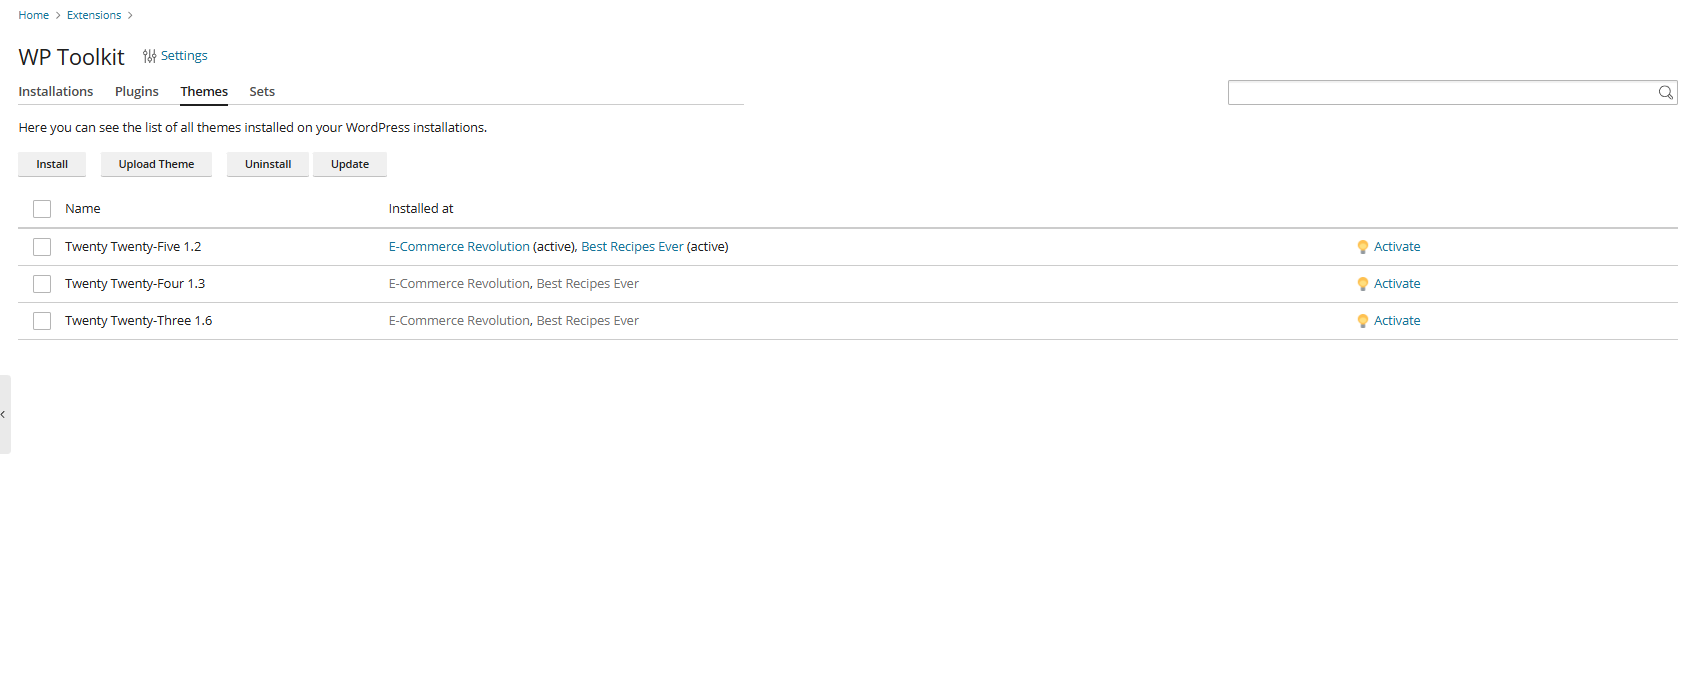 Home > Extensions >
WP Toolkit Settings
Installations Plugins Themes Sets
Here you can see the list of all themes installed on your WordPress installations.
Install Upload Theme Uninstall Update
Name Installed at
Twenty Twenty-Five 1.2 E-Commerce Revolution (active), Best Recipes Ever (active) Activate
Twenty Twenty-Four 1.3 E-Commerce Revolution, Best Recipes Ever Activate
Twenty Twenty-Three 1.6 E-Commerce Revolution, Best Recipes Ever Activate